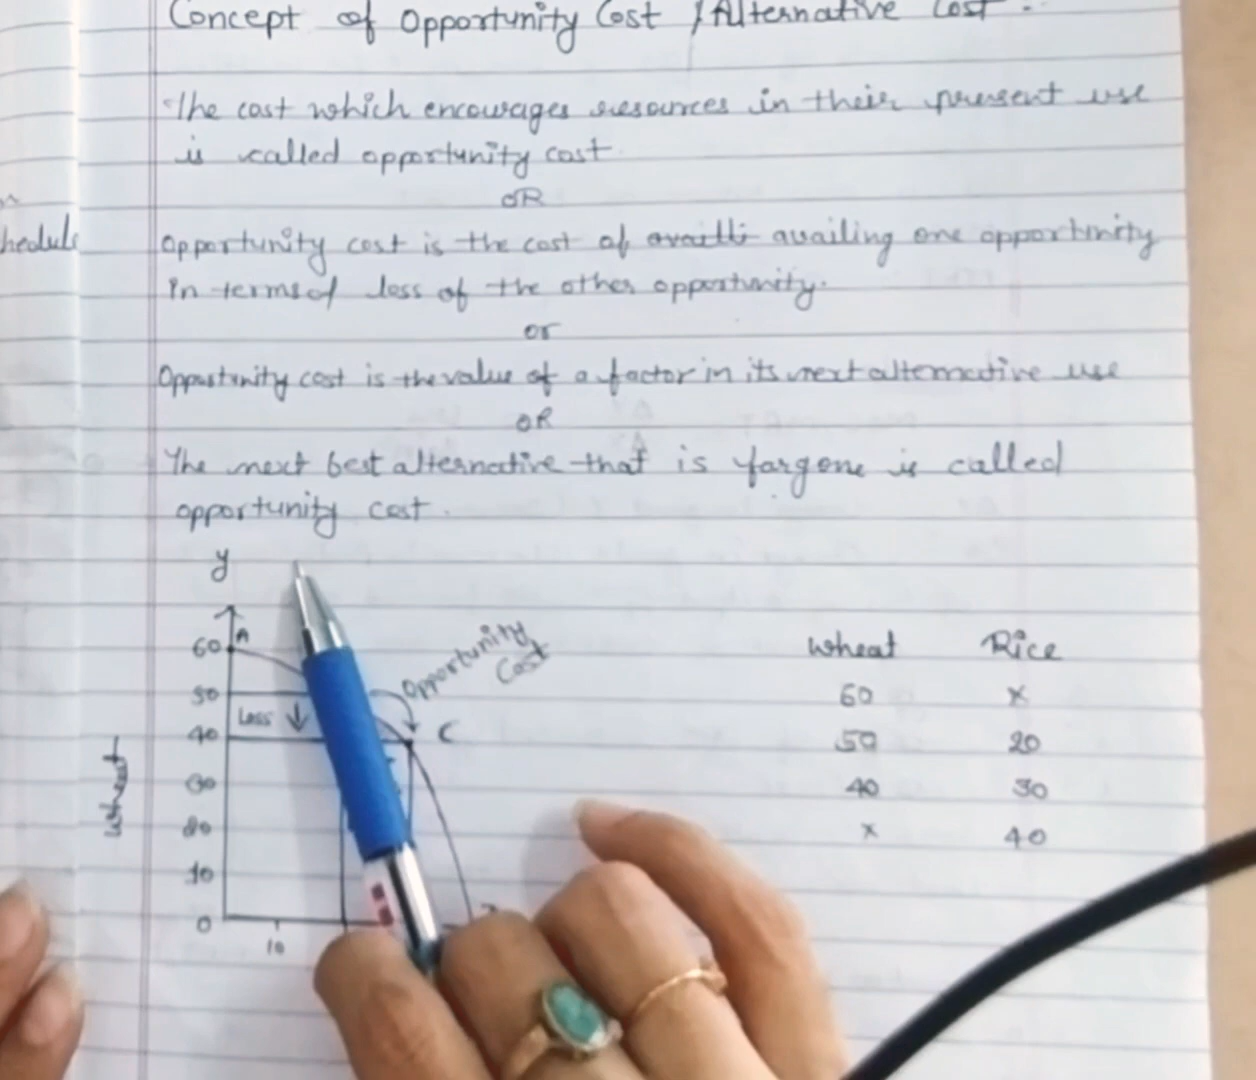 Concept of Opportunity Cost / Alternative Cost.
The cost which encourages resources in their present use
is called opportunity cost
OR
hedule
Opportunity cost is the cost of availti availing one opportunity
in terms of loss of the other opportunity.
or
Opportunity cost is the value of a factor in its next alternative use
OR
The next best alternative that is forgone is called
opportunity cost.
y
60 A
50
Loss ↓
40
30
20
10
0
10
Wheat
Opportunity
Cost
C
Wheat Rice
60 x
50 20
40 30
x 40